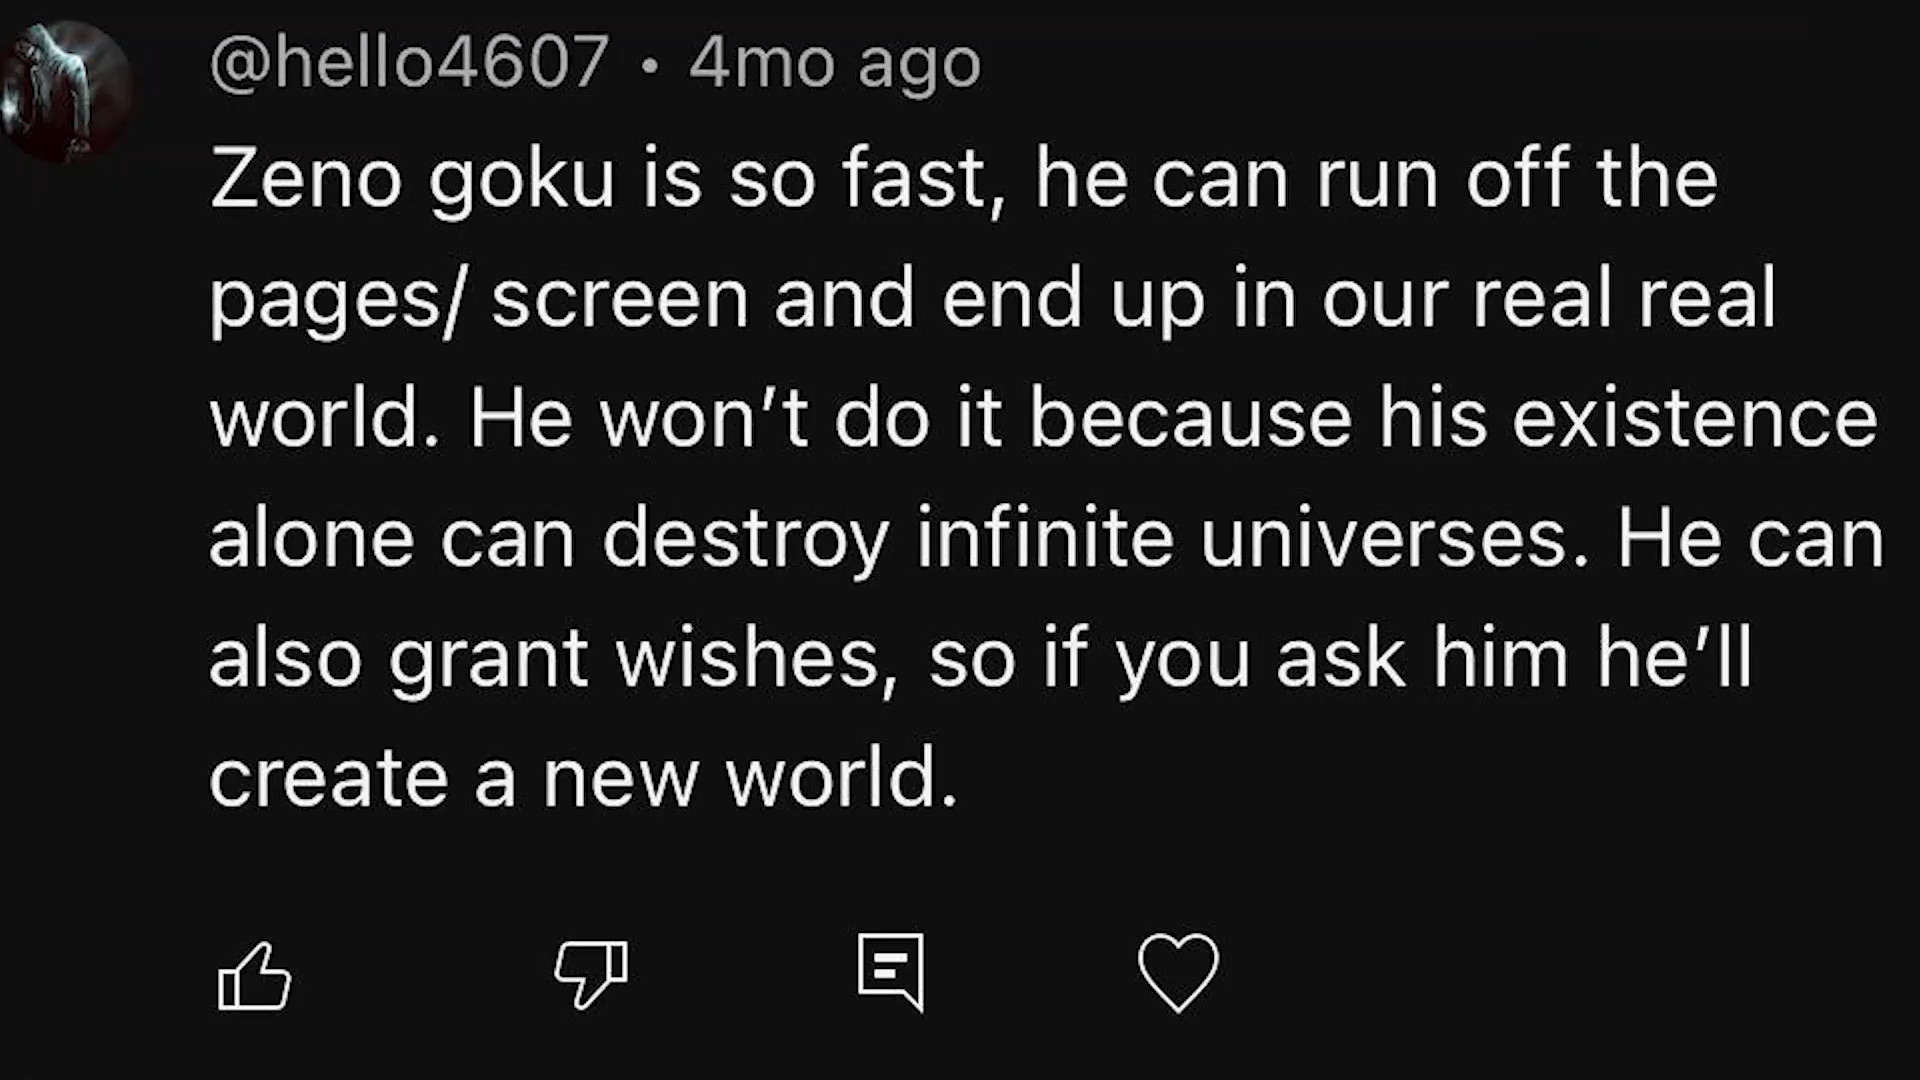 @hello4607 • 4mo ago
Zeno goku is so fast, he can run off the
pages/ screen and end up in our real real
world. He won’t do it because his existence
alone can destroy infinite universes. He can
also grant wishes, so if you ask him he’ll
create a new world.